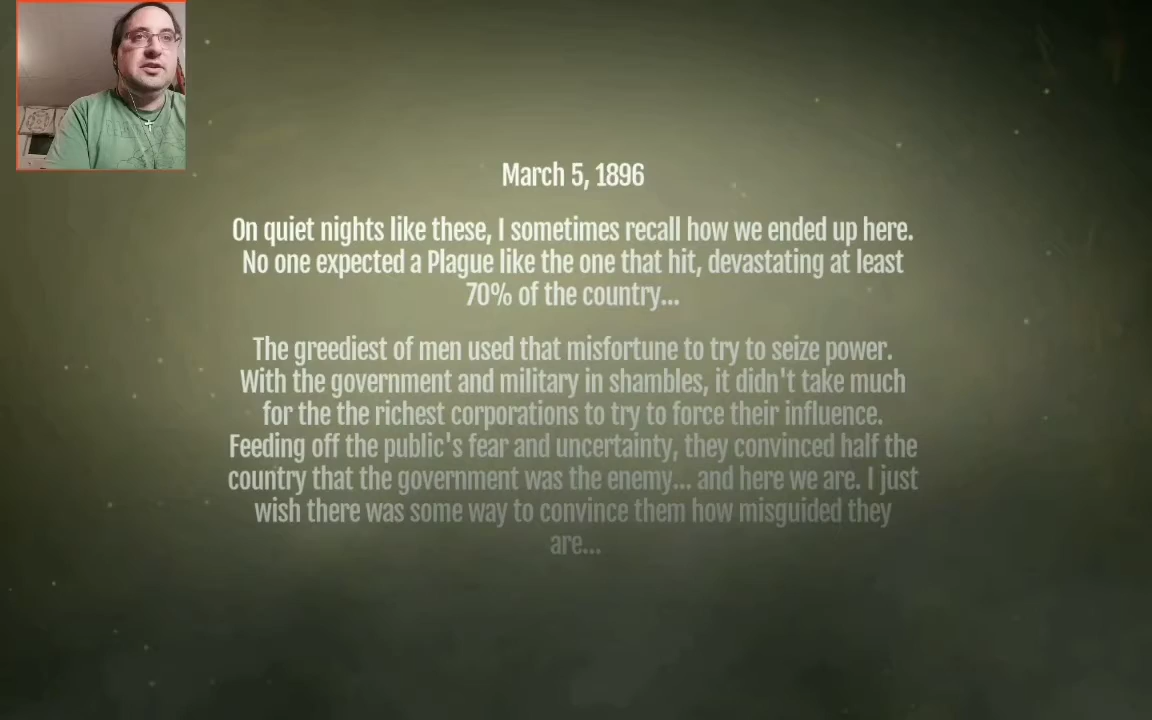 March 5, 1896
On quiet nights like these, I sometimes recall how we ended up here.
No one expected a Plague like the one that hit, devastating at least
70% of the country...
The greediest of men used that misfortune to try to seize power.
With the government and military in shambles, it didn't take much
for the the richest corporations to try to force their influence.
Feeding off the public's fear and uncertainty, they convinced half the
country that the government was the enemy... and here we are. I just
wish there was some way to convince them how misguided they
are...